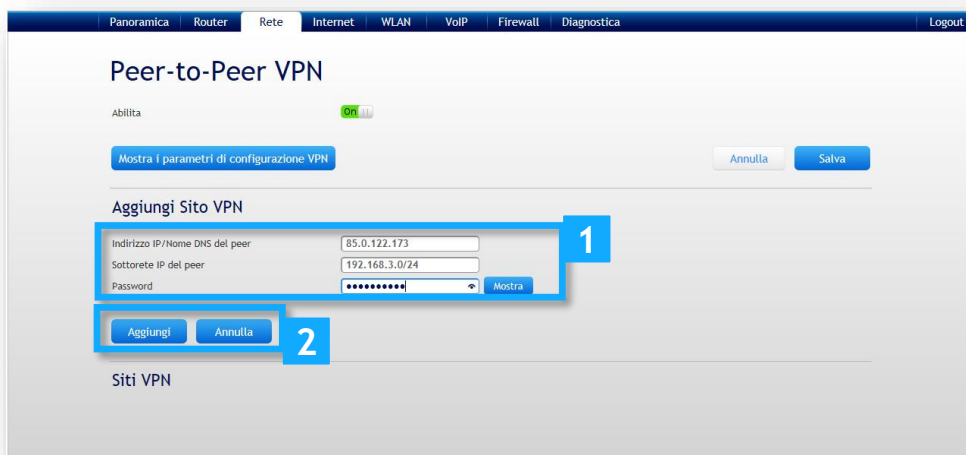 Panoramica Router Rete Internet WLAN VoIP Firewall Diagnostica Logout
Peer-to-Peer VPN
Abilita On
Mostra i parametri di configurazione VPN Annulla Salva
Aggiungi Sito VPN
1
Indirizzo IP/Nome DNS del peer 85.0.122.173
Sottorete IP del peer 192.168.3.0/24
Password •••••••••• Mostra
Aggiungi Annulla
2
Siti VPN